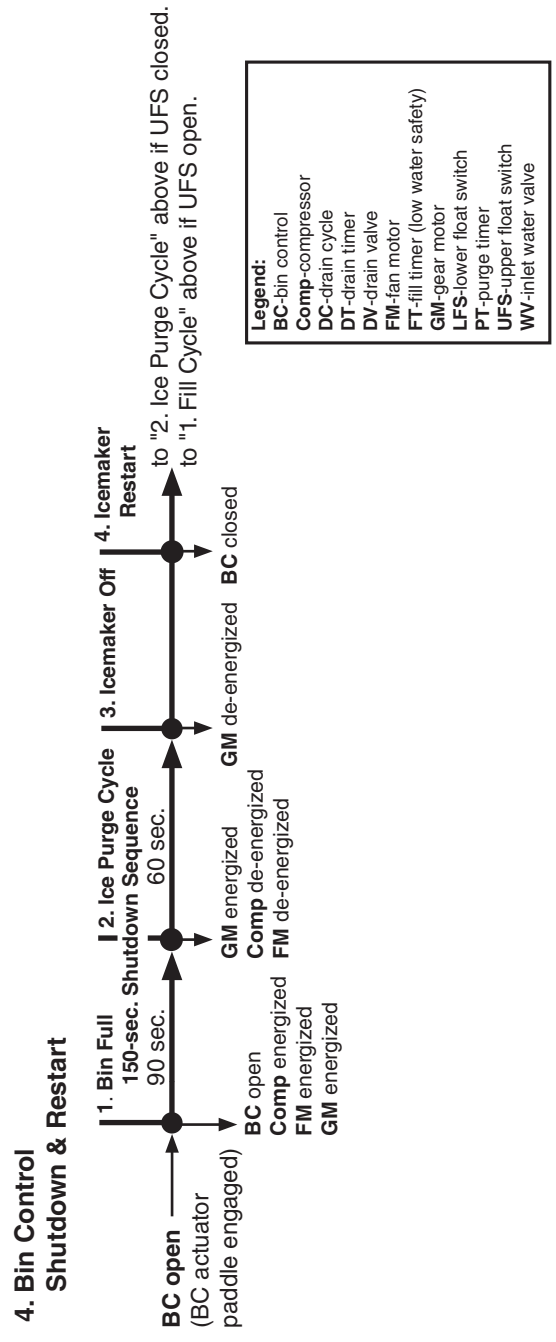 4. Bin Control
Shutdown & Restart
1. Bin Full
2. Ice Purge Cycle
3. Icemaker Off
4. Icemaker
Restart
150-sec. Shutdown Sequence
90 sec.
60 sec.
BC open
(BC actuator
paddle engaged)
BC open
Comp energized
FM energized
GM energized
GM energized
Comp de-energized
FM de-energized
GM de-energized
BC closed
to "2. Ice Purge Cycle" above if UFS closed.
to "1. Fill Cycle" above if UFS open.
Legend:
BC-bin control
Comp-compressor
DC-drain cycle
DT-drain timer
DV-drain valve
FM-fan motor
FT-fill timer (low water safety)
GM-gear motor
LFS-lower float switch
PT-purge timer
UFS-upper float switch
WV-inlet water valve